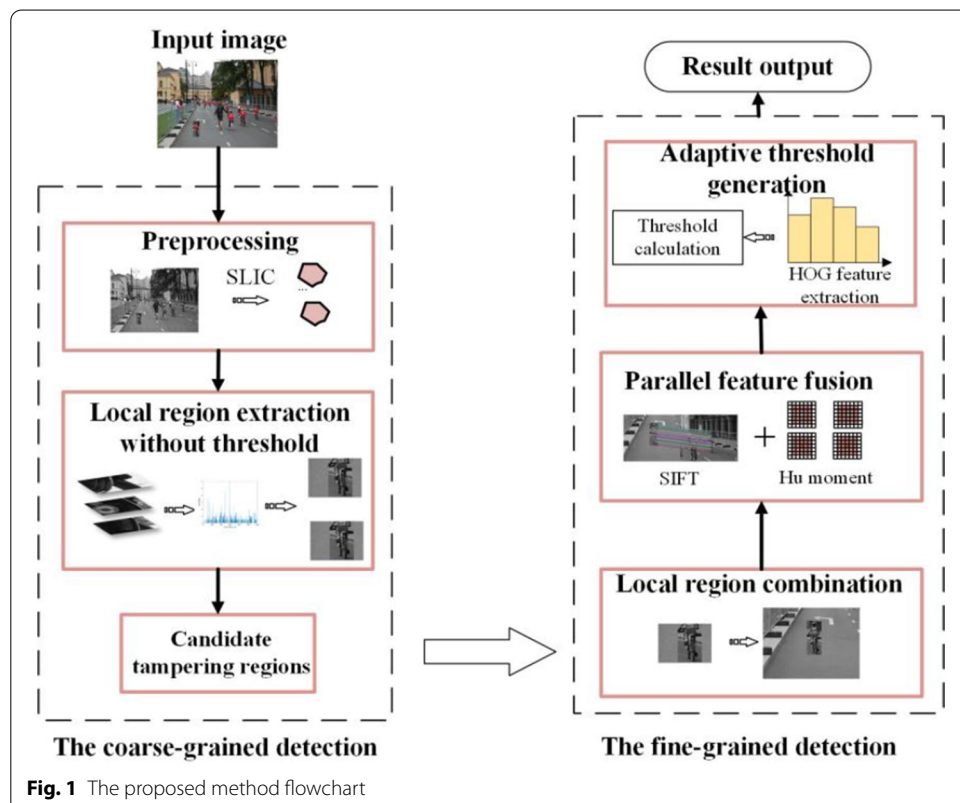 Input image
Preprocessing
SLIC
...
Local region extraction
without threshold
Candidate
tampering regions
The coarse-grained detection
Result output
Adaptive threshold
generation
Threshold
calculation
HOG feature
extraction
Parallel feature fusion
+
SIFT
Hu moment
Local region combination
The fine-grained detection
Fig. 1 The proposed method flowchart